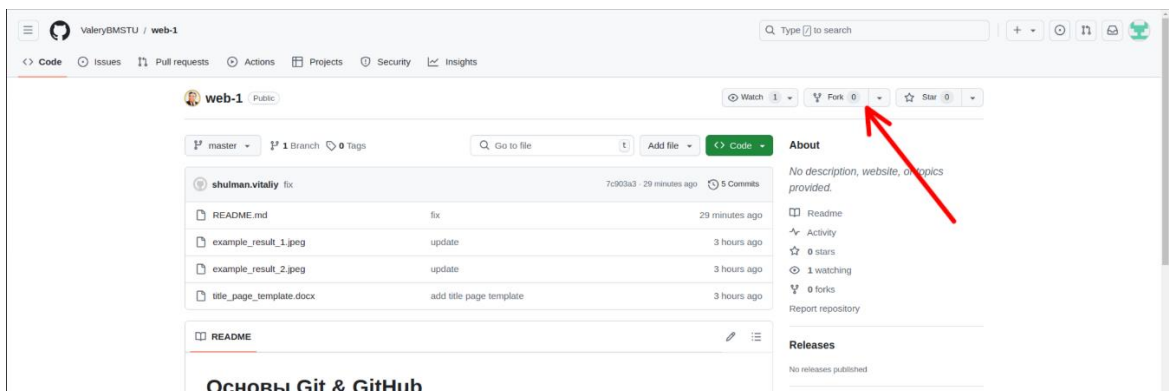 ValeryBMSTU / web-1
Type / to search
Code Issues Pull requests Actions Projects Security Insights
web-1 Public
Watch 1 Fork 0 Star 0
master 1 Branch 0 Tags Go to file t Add file Code
About
No description, website, or topics
provided.
shulman.vitaliy fix 7c903a3 · 29 minutes ago 5 Commits
README.md fix 29 minutes ago
example_result_1.jpeg update 3 hours ago
example_result_2.jpeg update 3 hours ago
title_page_template.docx add title page template 3 hours ago
Readme
Activity
0 stars
1 watching
0 forks
Report repository
README
Releases
No releases published
Основы Git & GitHub